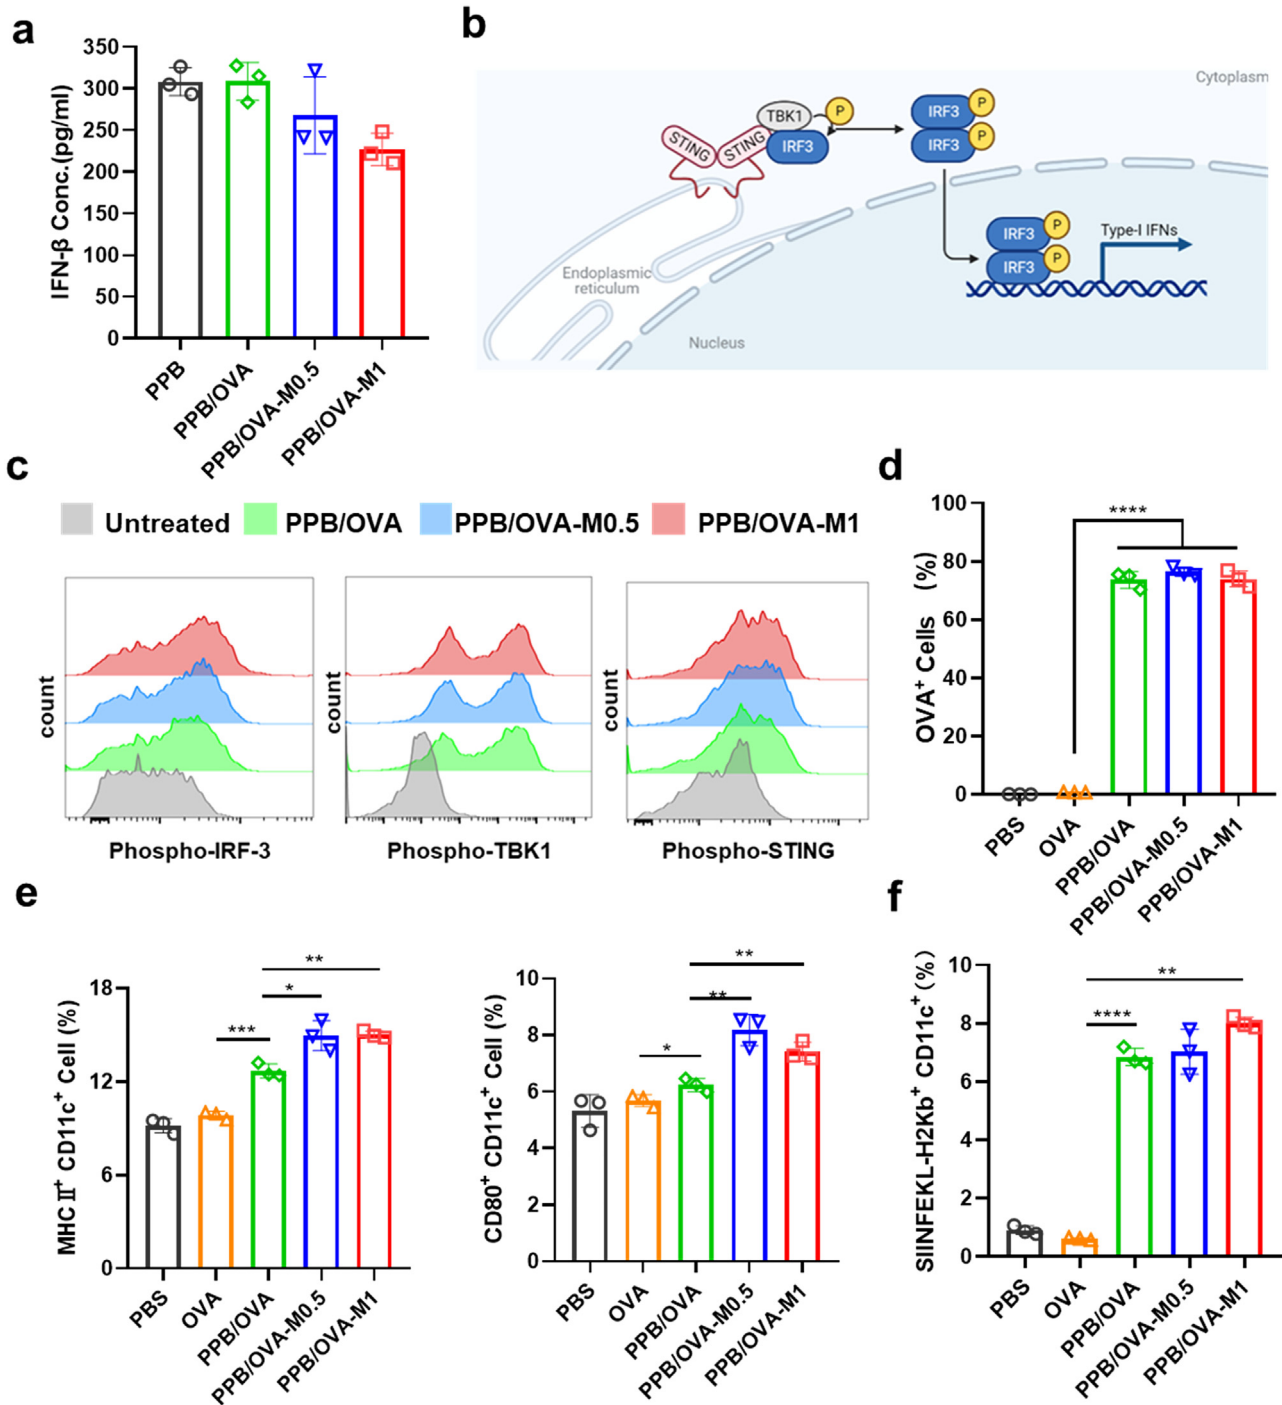 a
350
300
250
200
150
100
50
0
IFN-β Conc.(pg/ml)
PPB
PPB/OVA
PPB/OVA-M0.5
PPB/OVA-M1
b
Cytoplasm
STING
STING
TBK1
P
IRF3
IRF3
P
IRF3
P
IRF3
P
IRF3
P
Type-I IFNs
Endoplasmic
reticulum
Nucleus
c
Untreated
PPB/OVA
PPB/OVA-M0.5
PPB/OVA-M1
count
Phospho-IRF-3
count
Phospho-TBK1
count
Phospho-STING
d
100
80
60
40
20
0
OVA⁺ Cells (%)
****
PBS
OVA
PPB/OVA
PPB/OVA-M0.5
PPB/OVA-M1
e
18
12
6
0
MHC Ⅱ⁺ CD11c⁺ Cell (%)
***
*
**
PBS
OVA
PPB/OVA
PPB/OVA-M0.5
PPB/OVA-M1
10
8
6
4
2
0
CD80⁺ CD11c⁺ Cell (%)
*
**
**
PBS
OVA
PPB/OVA
PPB/OVA-M0.5
PPB/OVA-M1
f
10
8
6
4
2
0
SIINFEKL-H2Kb⁺ CD11c⁺ (%)
****
**
PBS
OVA
PPB/OVA
PPB/OVA-M0.5
PPB/OVA-M1